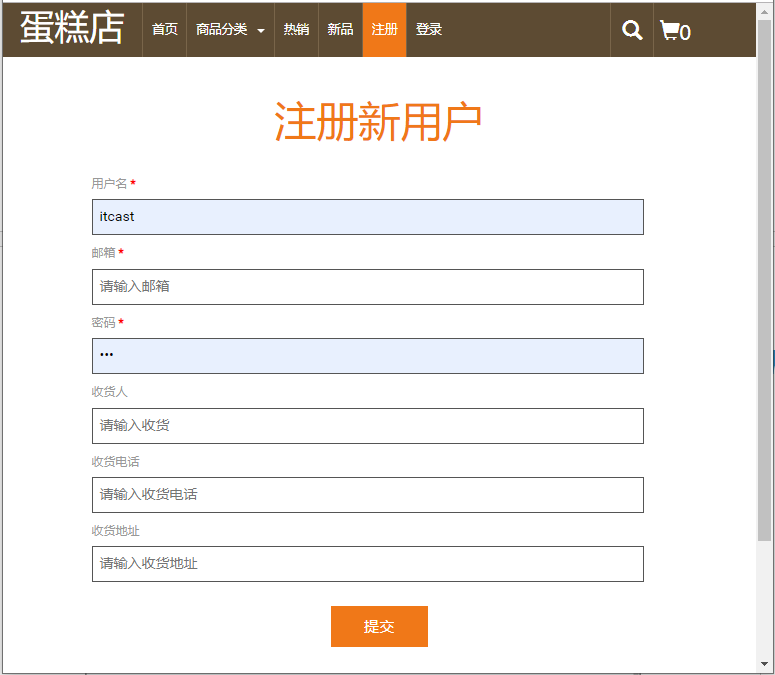 蛋糕店 首页 商品分类 热销 新品 注册 登录 0
注册新用户
用户名 *
itcast
邮箱 *
请输入邮箱
密码 *
•••
收货人
请输入收货
收货电话
请输入收货电话
收货地址
请输入收货地址
提交